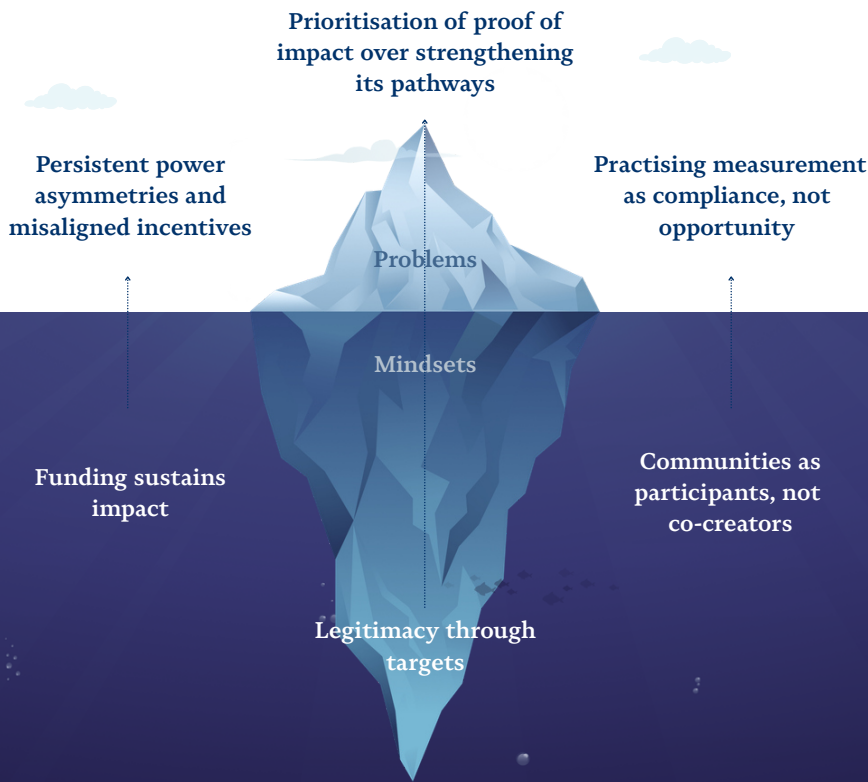 Prioritisation of proof of
impact over strengthening
its pathways
Persistent power
asymmetries and
misaligned incentives
Practising measurement
as compliance, not
opportunity
Problems
Mindsets
Funding sustains
impact
Communities as
participants, not
co-creators
Legitimacy through
targets